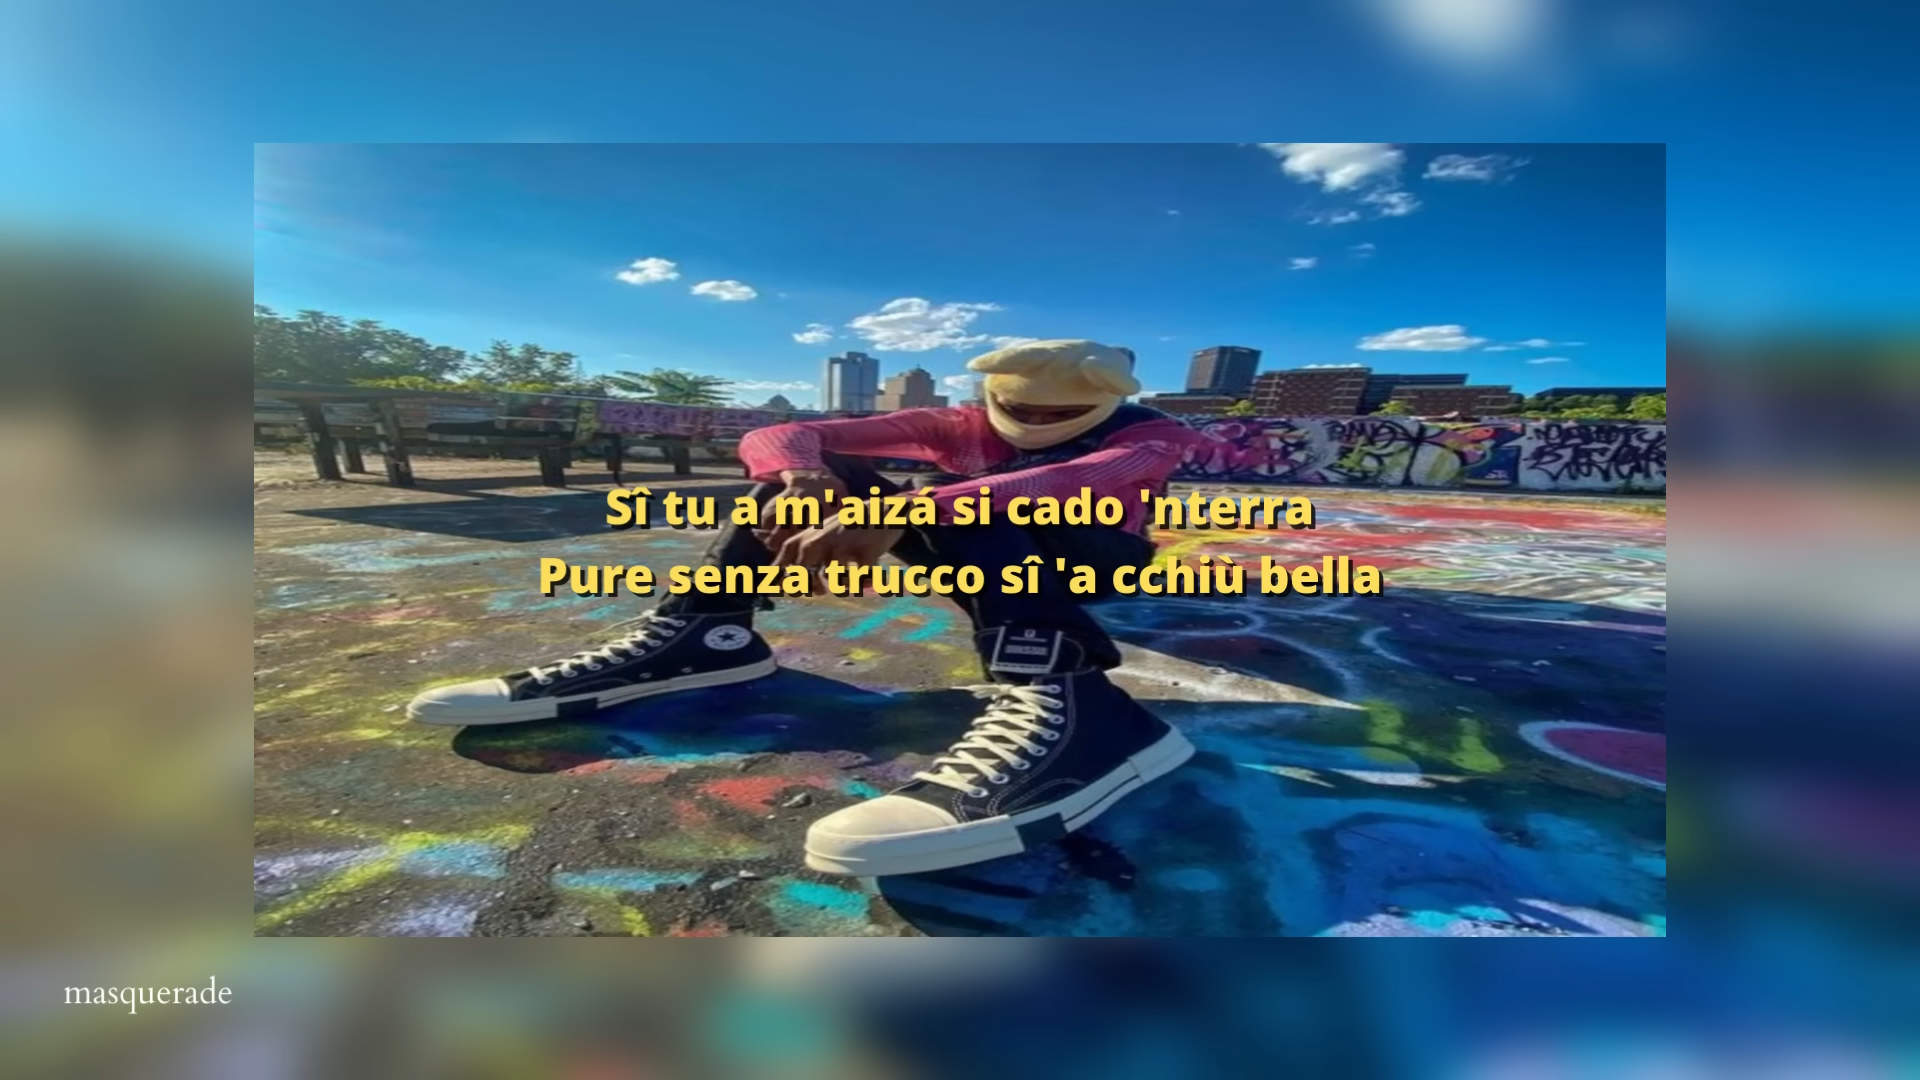 Sî tu a m'aizá si cado 'nterra
Pure senza trucco sî 'a cchiù bella
masquerade